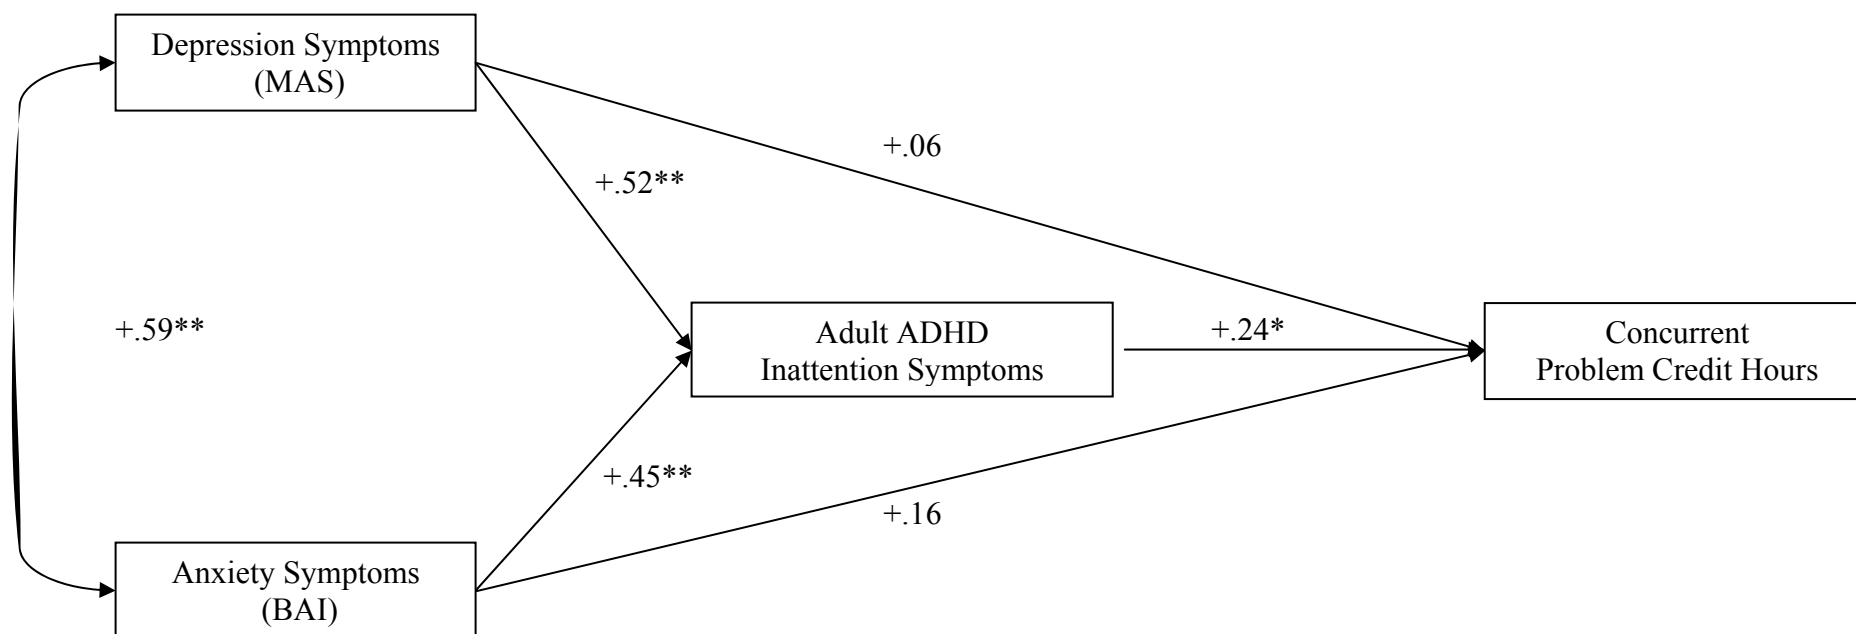 Depression Symptoms
(MAS)
+.06
+.52**
+.59**
Adult ADHD
Inattention Symptoms
+.24*
Concurrent
Problem Credit Hours
+.45**
+.16
Anxiety Symptoms
(BAI)